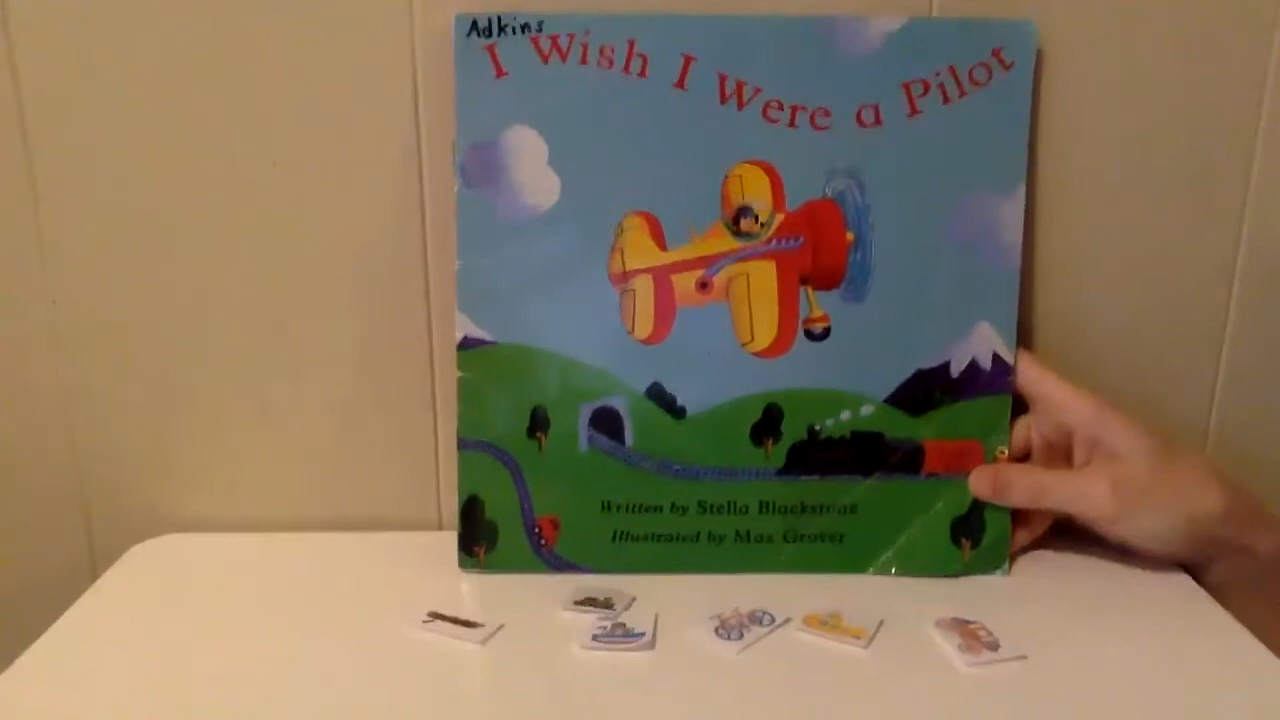 Adkins
I Wish I Were a Pilot
Written by Stella Blackstone
Illustrated by Max Grover